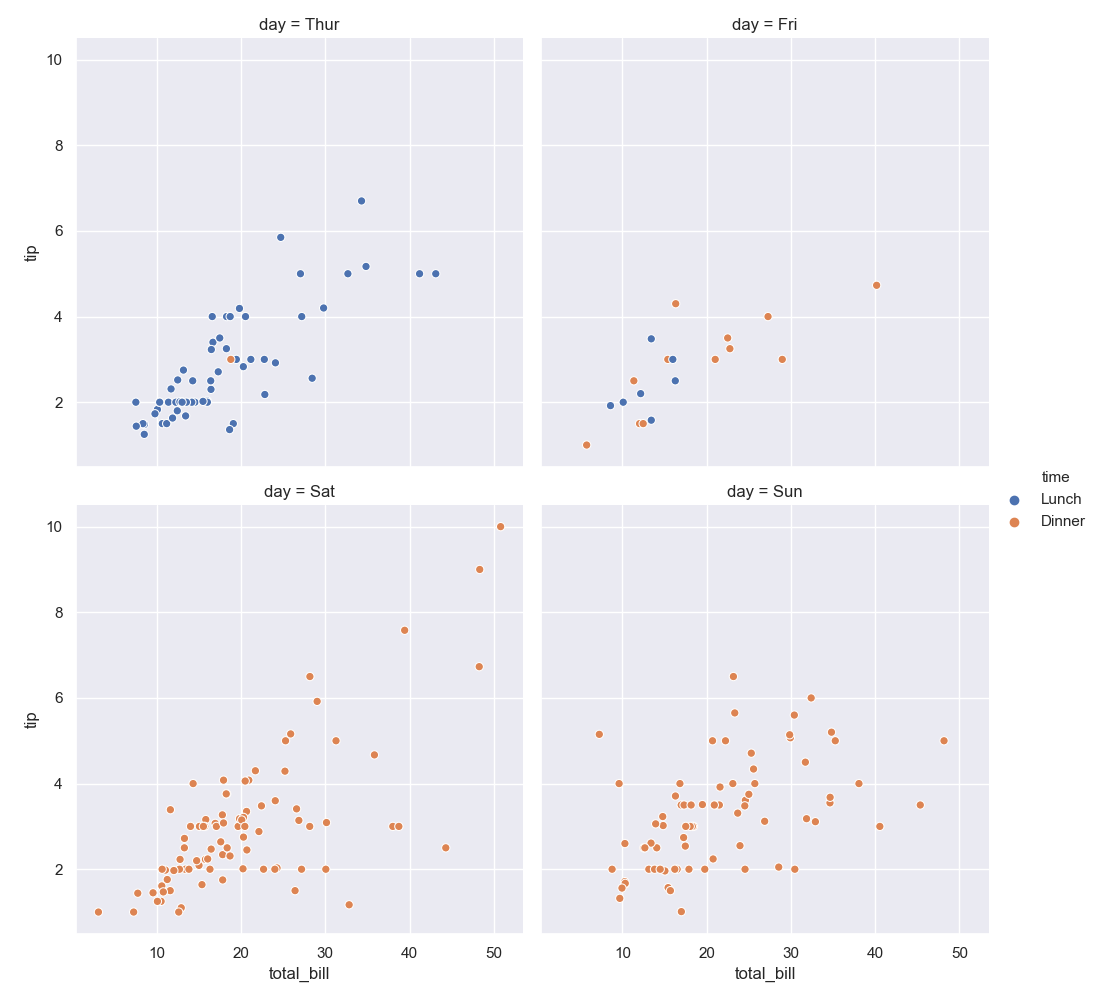 day = Thur
day = Fri
10
8
6
4
2
tip
day = Sat
day = Sun
time
Lunch
Dinner
10
8
6
4
2
tip
10 20 30 40 50
10 20 30 40 50
total_bill
total_bill